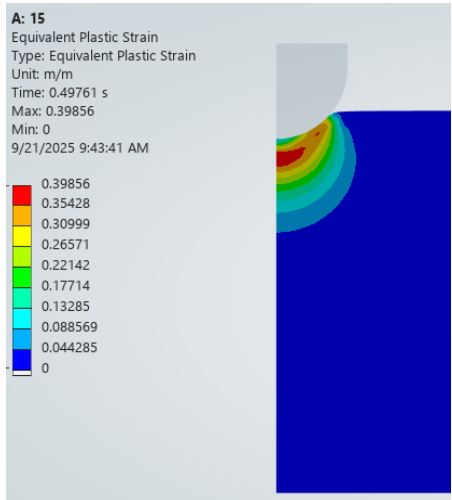 A: 15
Equivalent Plastic Strain
Type: Equivalent Plastic Strain
Unit: m/m
Time: 0.49761 s
Max: 0.39856
Min: 0
9/21/2025 9:43:41 AM
0.39856
0.35428
0.30999
0.26571
0.22142
0.17714
0.13285
0.088569
0.044285
0